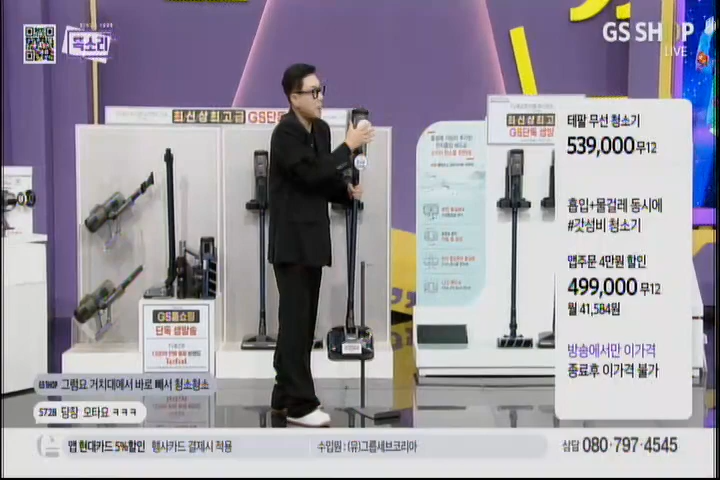 톡소리
GS SHOP
LIVE
최신상 최고급 GS단독
최신상 최고급
GS단독 생방
GS홈쇼핑
단독 생방송
Tefal
테팔 무선 청소기
539,000 무12
흡입+물걸레 동시에
#갓성비 청소기
앱주문 4만원 할인
499,000 무12
월 41,584원
방송에서만 이가격
종료후 이가격 불가
GS SHOP 그럼요 거치대에서 바로 빼서 청소청소
5728 당장 모타요 ㅋㅋㅋ
앱 현대카드 5%할인 행사카드 결제시 적용
수입원 : (유)그룹세브코리아
상담 080·797·4545